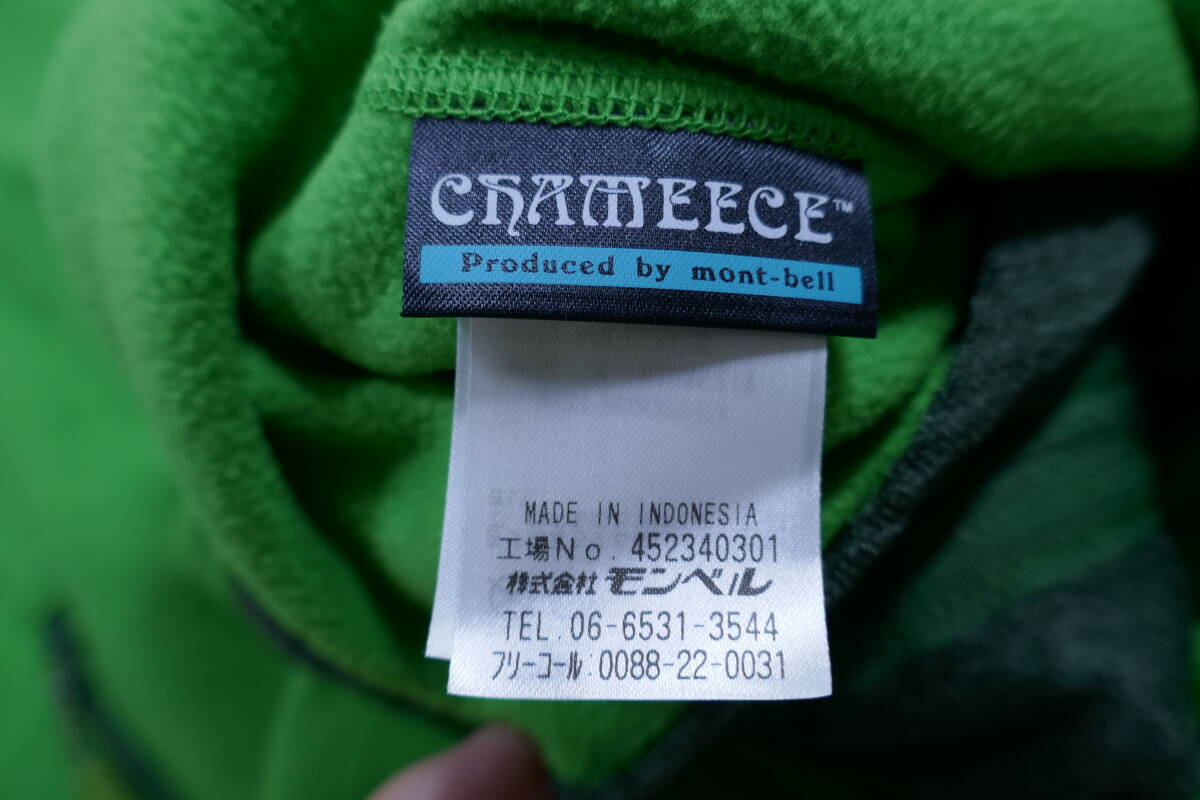 CHAMEECE™
Produced by mont-bell
MADE IN INDONESIA
工場No. 452340301
株式会社 モンベル
TEL. 06-6531-3544
フリーコール:0088-22-0031